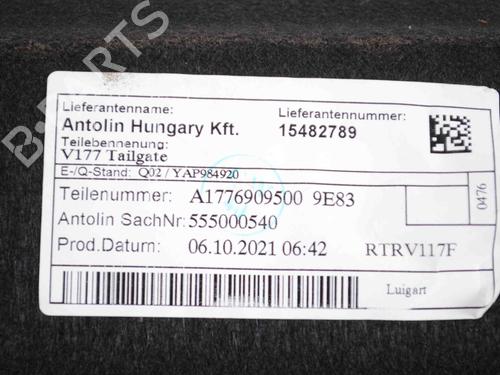 B-PARTS
Lieferantenname:
Lieferantennummer:
Antolin Hungary Kft.
15482789
Teilebennenung:
V177 Tailgate
E-/Q-Stand: Q02 / YAP984920
Teilenummer: A1776909500 9E83
0476
Antolin SachNr: 555000540
Prod.Datum: 06.10.2021 06:42
RTRV117F
Luigart